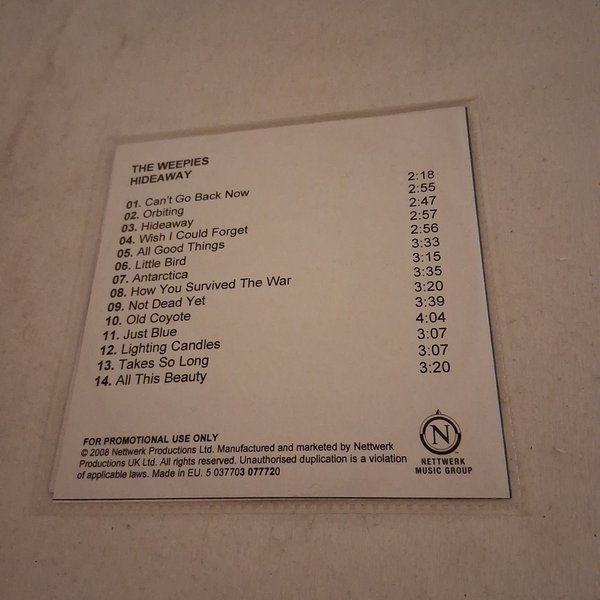 THE WEEPIES
HIDEAWAY
01. Can't Go Back Now 2:18
02. Orbiting 2:55
03. Hideaway 2:47
04. Wish I Could Forget 2:57
05. All Good Things 2:56
06. Little Bird 3:33
07. Antarctica 3:15
08. How You Survived The War 3:35
09. Not Dead Yet 3:20
10. Old Coyote 3:39
11. Just Blue 4:04
12. Lighting Candles 3:07
13. Takes So Long 3:07
14. All This Beauty 3:20
FOR PROMOTIONAL USE ONLY
© 2008 Nettwerk Productions Ltd. Manufactured and marketed by Nettwerk
Productions UK Ltd. All rights reserved. Unauthorised duplication is a violation
of applicable laws. Made in EU. 5 037703 077720
N
NETTWERK
MUSIC GROUP